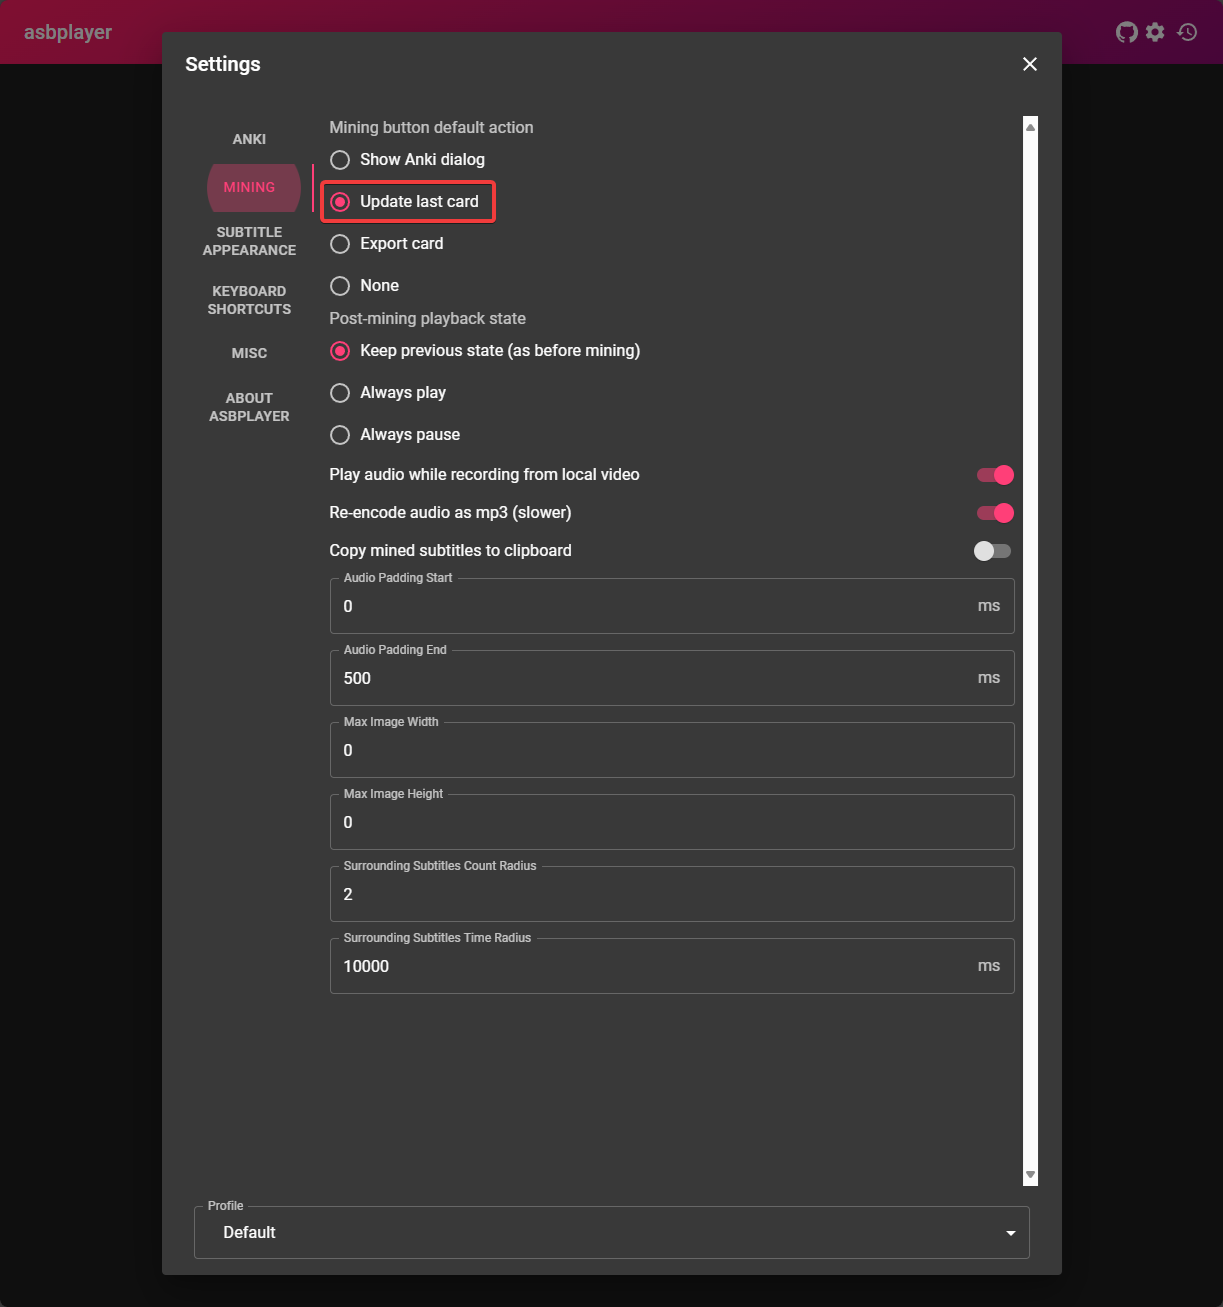 asbplayer
Settings
ANKI
MINING
SUBTITLE
APPEARANCE
KEYBOARD
SHORTCUTS
MISC
ABOUT
ASBPLAYER
Mining button default action
Show Anki dialog
Update last card
Export card
None
Post-mining playback state
Keep previous state (as before mining)
Always play
Always pause
Play audio while recording from local video
Re-encode audio as mp3 (slower)
Copy mined subtitles to clipboard
Audio Padding Start
0 ms
Audio Padding End
500 ms
Max Image Width
0
Max Image Height
0
Surrounding Subtitles Count Radius
2
Surrounding Subtitles Time Radius
10000 ms
Profile
Default